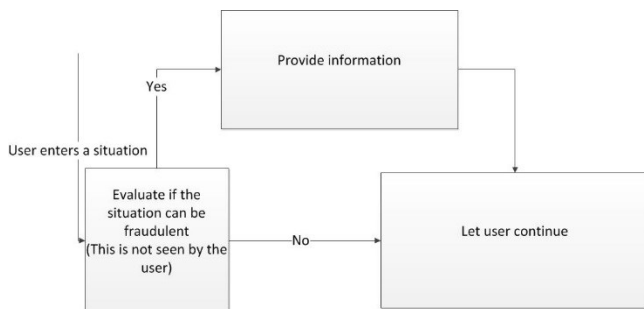 Provide information
Yes
User enters a situation
Evaluate if the
situation can be
fraudulent
(This is not seen by the
user)
No
Let user continue